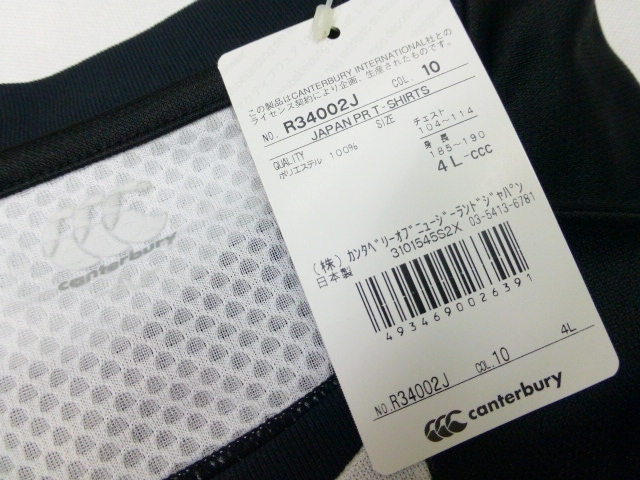 この製品はCANTERBURY INTERNATIONAL社との
ライセンス契約により企画、生産されたものです。
NO. R34002J COL. 10
JAPAN PR T-SHIRTS
QUALITY SIZE チェスト
ポリエステル 100% 104~114
身長
185~190
4L-CCC
(株)カンタベリーオブニュージーランドジャパン
日本製 3101545S2X 03-5413-6781
4934690026391
4L
NO. R34002J COL. 10
canterbury
canterbury